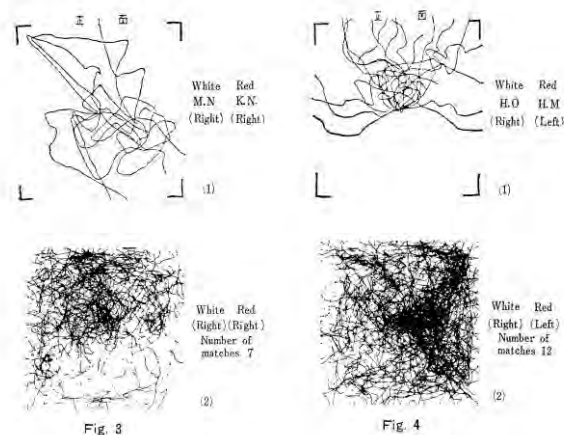 White Red
M.N K.N.
(Right) (Right)
(1)
White Red
(Right)(Right)
Number of
matches 7
(2)
Fig. 3
White Red
H.O H.M
(Right) (Left)
(1)
White Red
(Right) (Left)
Number of
matches 12
(2)
Fig. 4